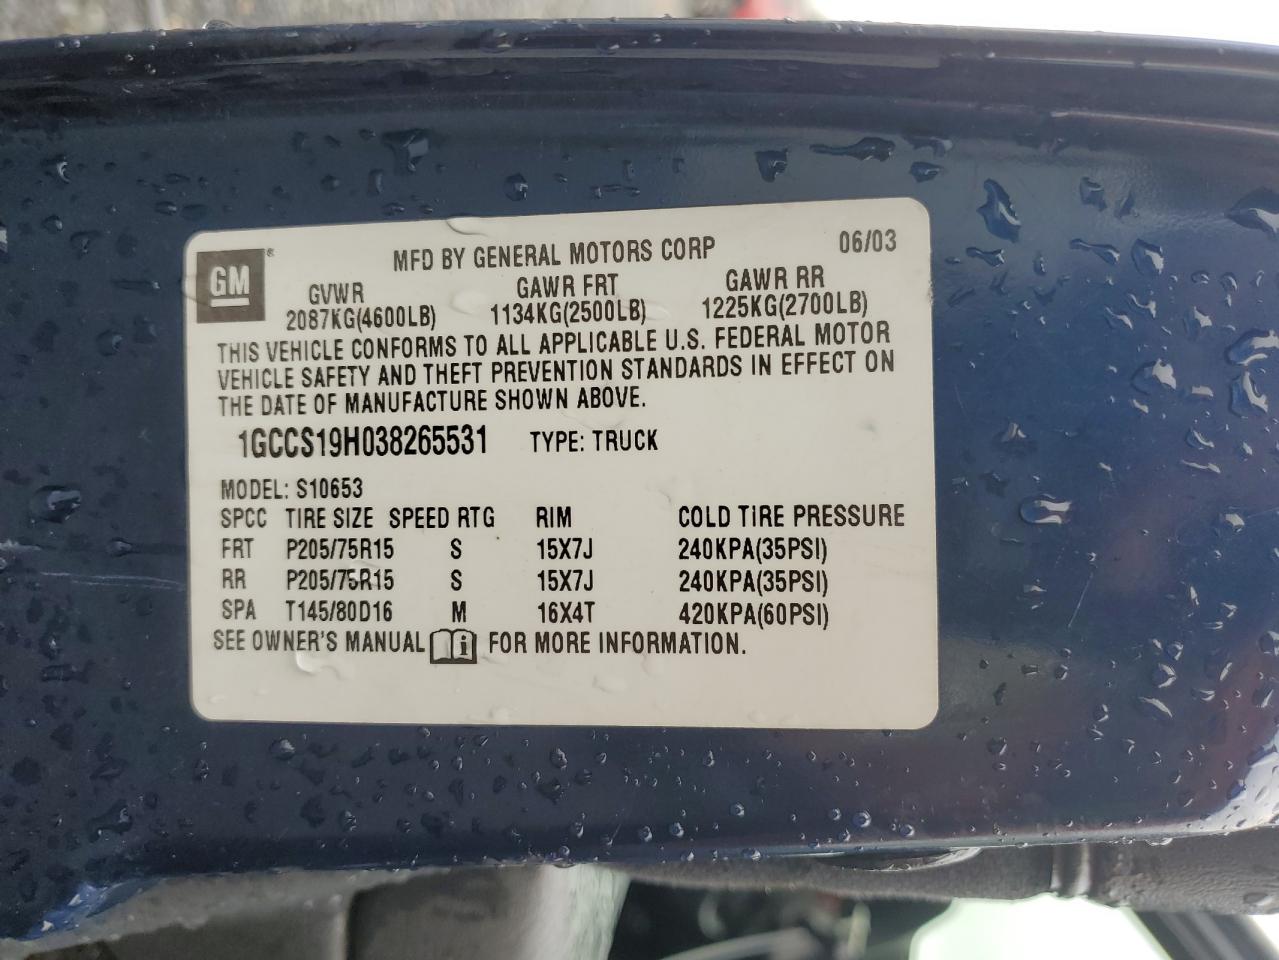 GM ® MFD BY GENERAL MOTORS CORP 06/03
GVWR GAWR FRT GAWR RR
2087KG(4600LB) 1134KG(2500LB) 1225KG(2700LB)
THIS VEHICLE CONFORMS TO ALL APPLICABLE U.S. FEDERAL MOTOR
VEHICLE SAFETY AND THEFT PREVENTION STANDARDS IN EFFECT ON
THE DATE OF MANUFACTURE SHOWN ABOVE.
1GCCS19H038265531 TYPE: TRUCK
MODEL: S10653
SPCC TIRE SIZE SPEED RTG RIM COLD TIRE PRESSURE
FRT P205/75R15 S 15X7J 240KPA(35PSI)
RR P205/75R15 S 15X7J 240KPA(35PSI)
SPA T145/80D16 M 16X4T 420KPA(60PSI)
SEE OWNER'S MANUAL i FOR MORE INFORMATION.